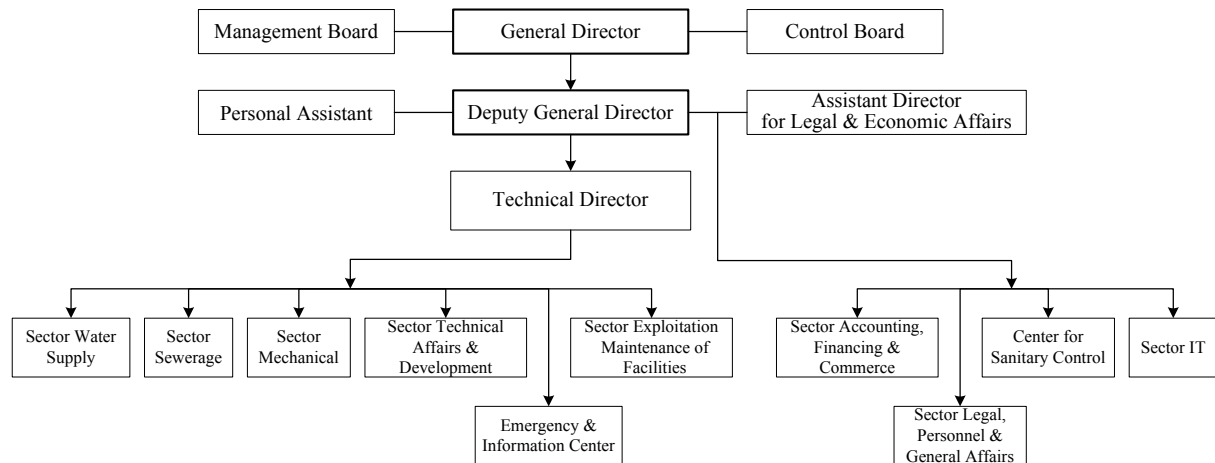 Management Board
General Director
Control Board
Personal Assistant
Deputy General Director
Assistant Director
for Legal & Economic Affairs
Technical Director
Sector Water
Supply
Sector
Sewerage
Sector
Mechanical
Sector Technical
Affairs &
Development
Sector Exploitation
Maintenance of
Facilities
Sector Accounting,
Financing &
Commerce
Center for
Sanitary Control
Sector IT
Emergency &
Information Center
Sector Legal,
Personnel &
General Affairs